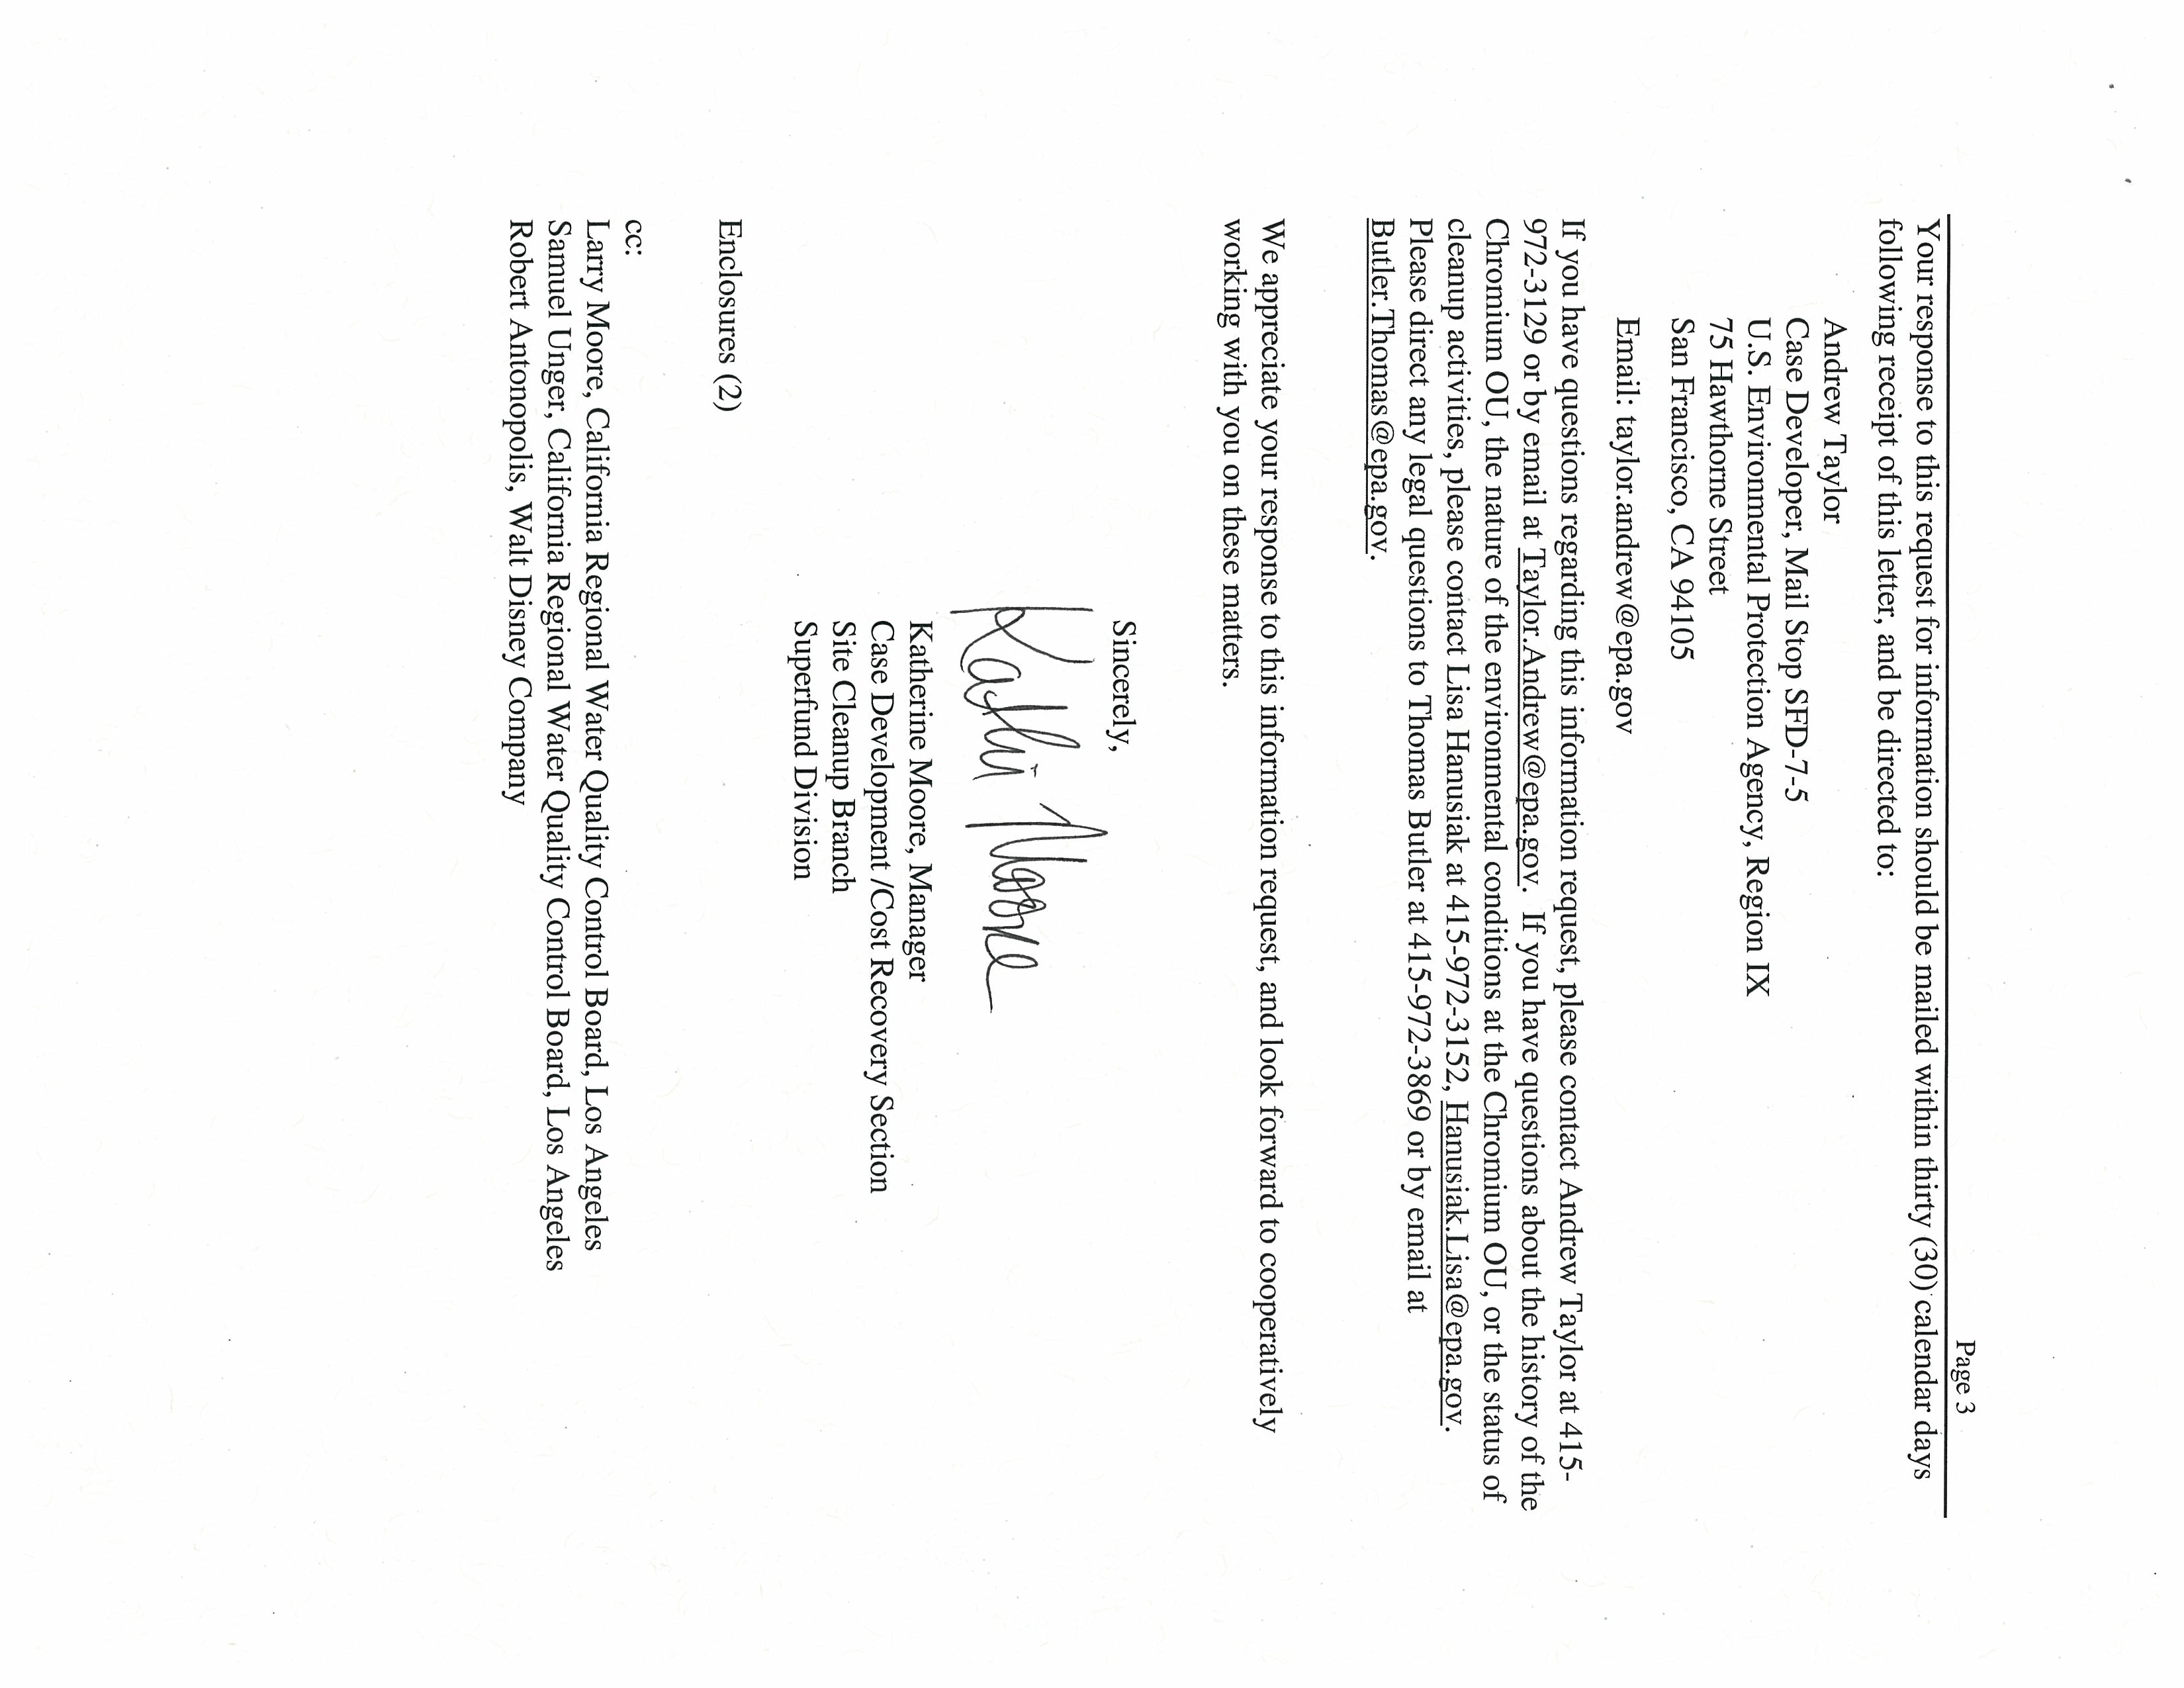 Page 3
Your response to this request for information should be mailed within thirty (30) calendar days
following receipt of this letter, and be directed to:
Andrew Taylor
Case Developer, Mail Stop SFD-7-5
U.S. Environmental Protection Agency, Region IX
75 Hawthorne Street
San Francisco, CA 94105
Email: taylor.andrew@epa.gov
If you have questions regarding this information request, please contact Andrew Taylor at 415-
972-3129 or by email at Taylor.Andrew@epa.gov. If you have questions about the history of the
Chromium OU, the nature of the environmental conditions at the Chromium OU, or the status of
cleanup activities, please contact Lisa Hanusiak at 415-972-3152, Hanusiak.Lisa@epa.gov.
Please direct any legal questions to Thomas Butler at 415-972-3869 or by email at
Butler.Thomas@epa.gov.
We appreciate your response to this information request, and look forward to cooperatively
working with you on these matters.
Sincerely,
Kathi Moore
Katherine Moore, Manager
Case Development /Cost Recovery Section
Site Cleanup Branch
Superfund Division
Enclosures (2)
cc:
Larry Moore, California Regional Water Quality Control Board, Los Angeles
Samuel Unger, California Regional Water Quality Control Board, Los Angeles
Robert Antonopolis, Walt Disney Company